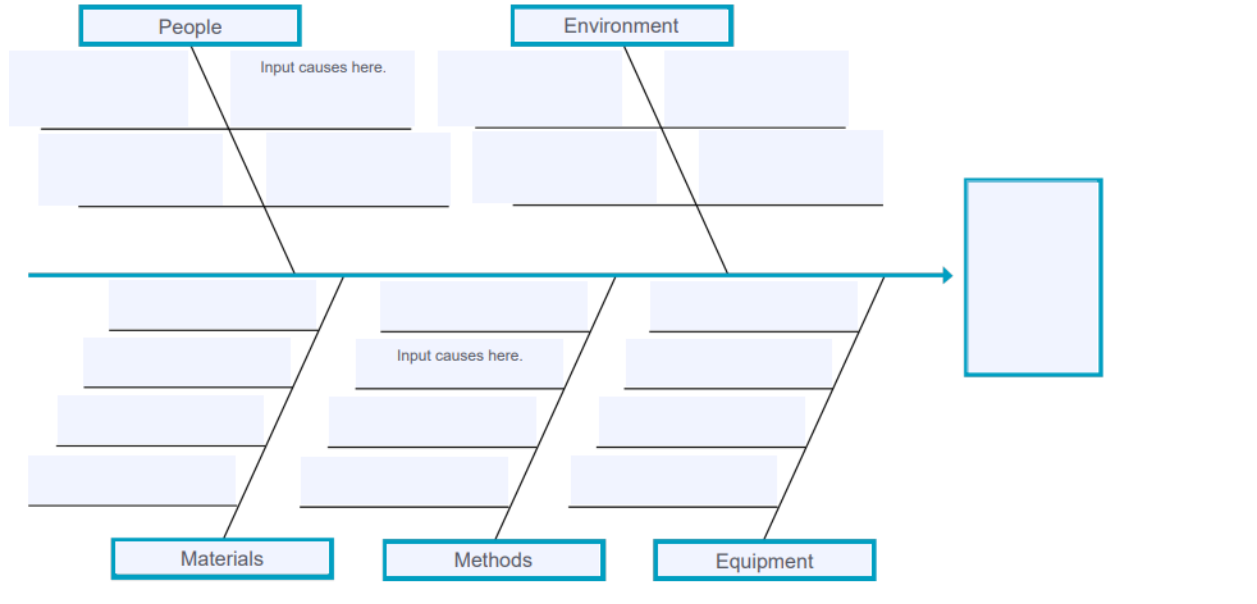 People
Environment
Input causes here.
Input causes here.
Materials
Methods
Equipment